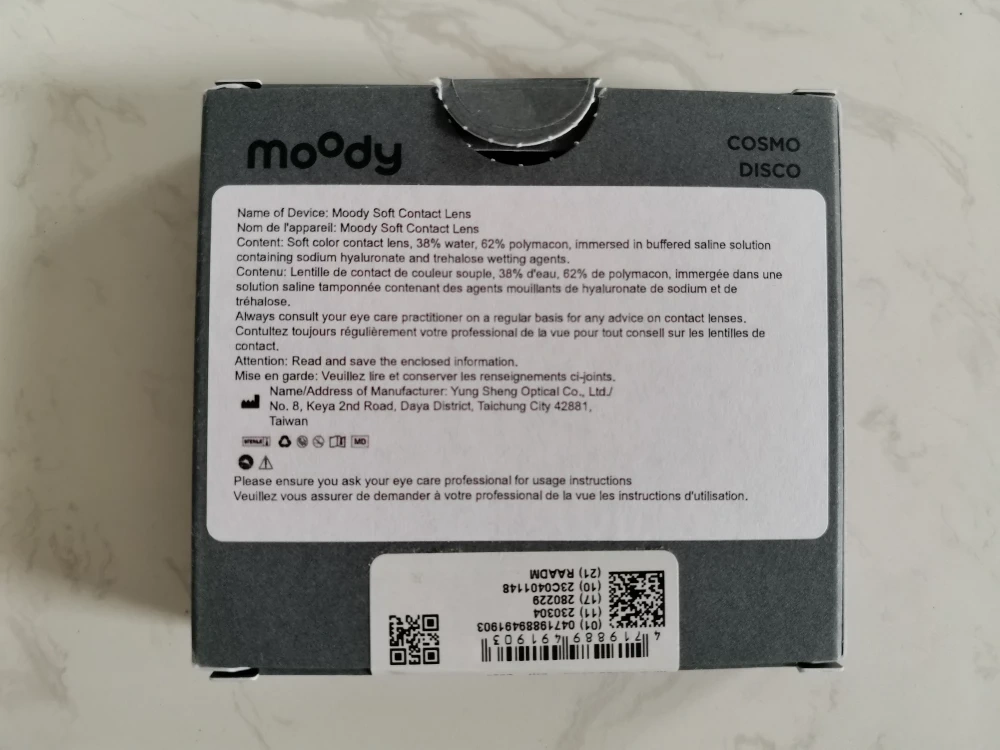 moody
COSMO
DISCO
Name of Device: Moody Soft Contact Lens
Nom de l'appareil: Moody Soft Contact Lens
Content: Soft color contact lens, 38% water, 62% polymacon, immersed in buffered saline solution
containing sodium hyaluronate and trehalose wetting agents.
Contenu: Lentille de contact de couleur souple, 38% d'eau, 62% de polymacon, immergée dans une
solution saline tamponnée contenant des agents mouillants de hyaluronate de sodium et de
tréhalose.
Always consult your eye care practitioner on a regular basis for any advice on contact lenses.
Contultez toujours régulièrement votre professional de la vue pour tout consell sur les lentilles de
contact.
Attention: Read and save the enclosed information.
Mise en garde: Veuillez lire et conserver les renseignements ci-joints.
Name/Address of Manufacturer: Yung Sheng Optical Co., Ltd./
No. 8, Keya 2nd Road, Daya District, Taichung City 42881,
Taiwan
STERILE
MD
Please ensure you ask your eye care professional for usage instructions
Veuillez vous assurer de demander à votre professional de la vue les instructions d'utilisation.
4 719889 491903
(01) 04719889491903
(11) 230304
(17) 280229
(10) 23C0401148
(21) RAADM